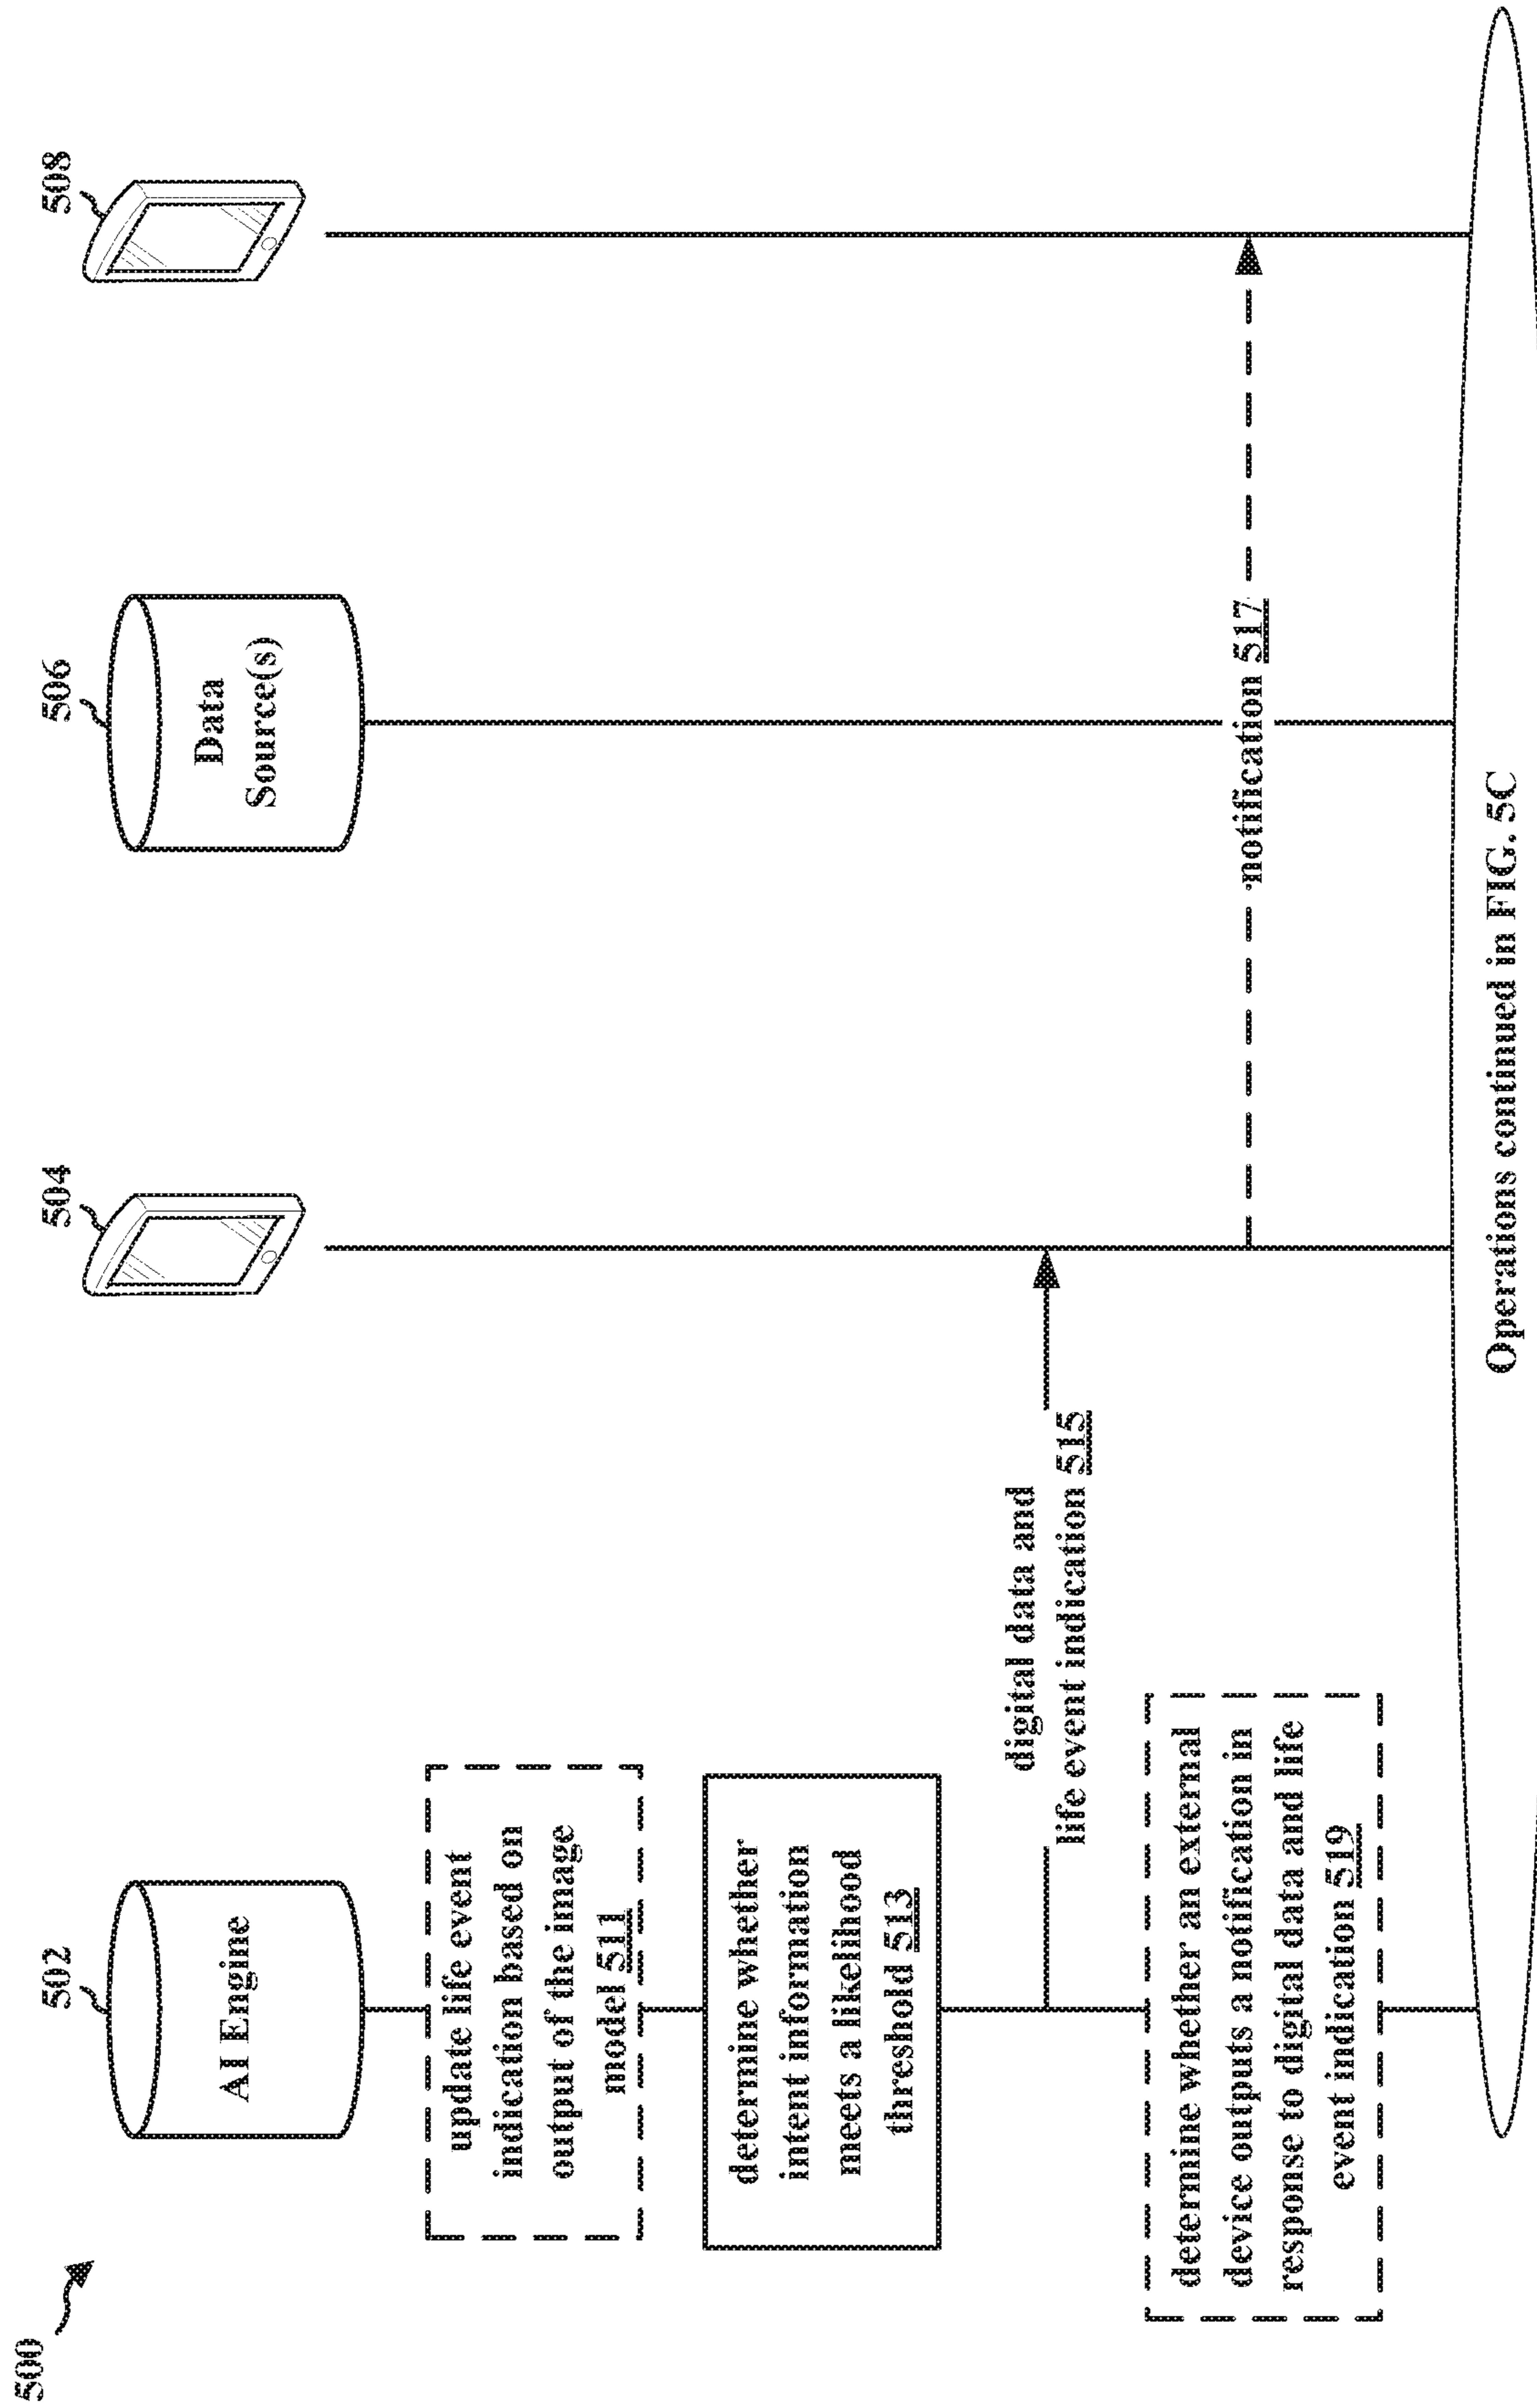 500
502
504
506
508
AI Engine
Data
Source(s)
update life event
indication based on
output of the image
model 511
determine whether
intent information
meets a likelihood
threshold 513
digital data and
life event indication 515
notification 517
determine whether an external
device outputs a notification in
response to digital data and life
event indication 519
Operations continued in FIG. 5C